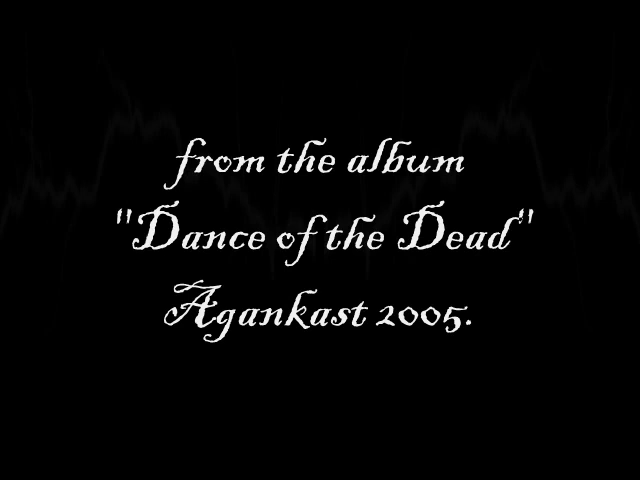 from the album
"Dance of the Dead"
Agankast 2005.